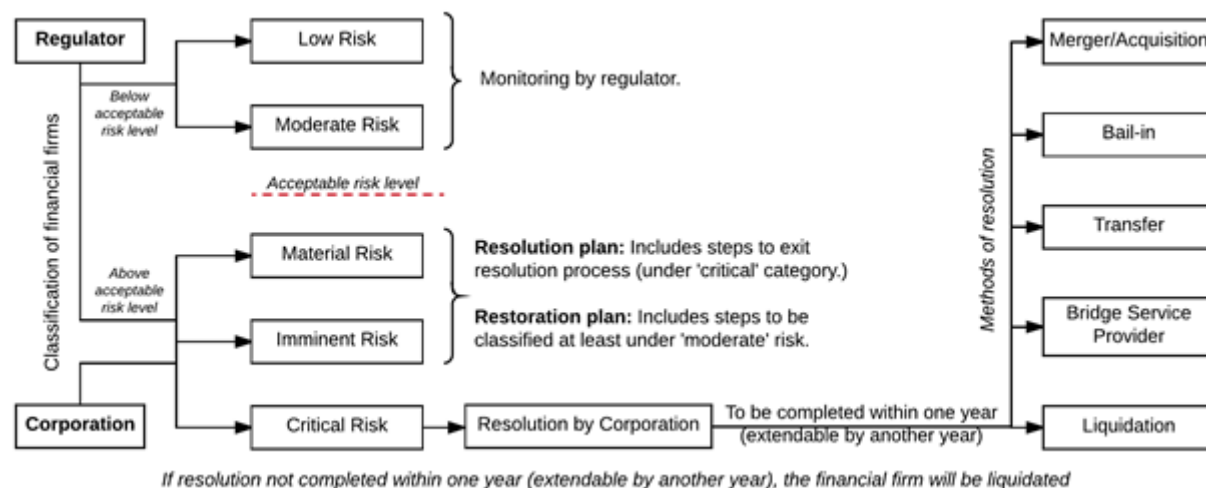 Regulator
Low Risk
Monitoring by regulator.
Below
acceptable
risk level
Moderate Risk
Acceptable risk level
Classification of financial firms
Above
acceptable
risk level
Material Risk
Imminent Risk
Resolution plan: Includes steps to exit
resolution process (under 'critical' category.)
Restoration plan: Includes steps to be
classified at least under 'moderate' risk.
Corporation
Critical Risk
Resolution by Corporation
To be completed within one year
(extendable by another year)
Methods of resolution
Merger/Acquisition
Bail-in
Transfer
Bridge Service
Provider
Liquidation
If resolution not completed within one year (extendable by another year), the financial firm will be liquidated